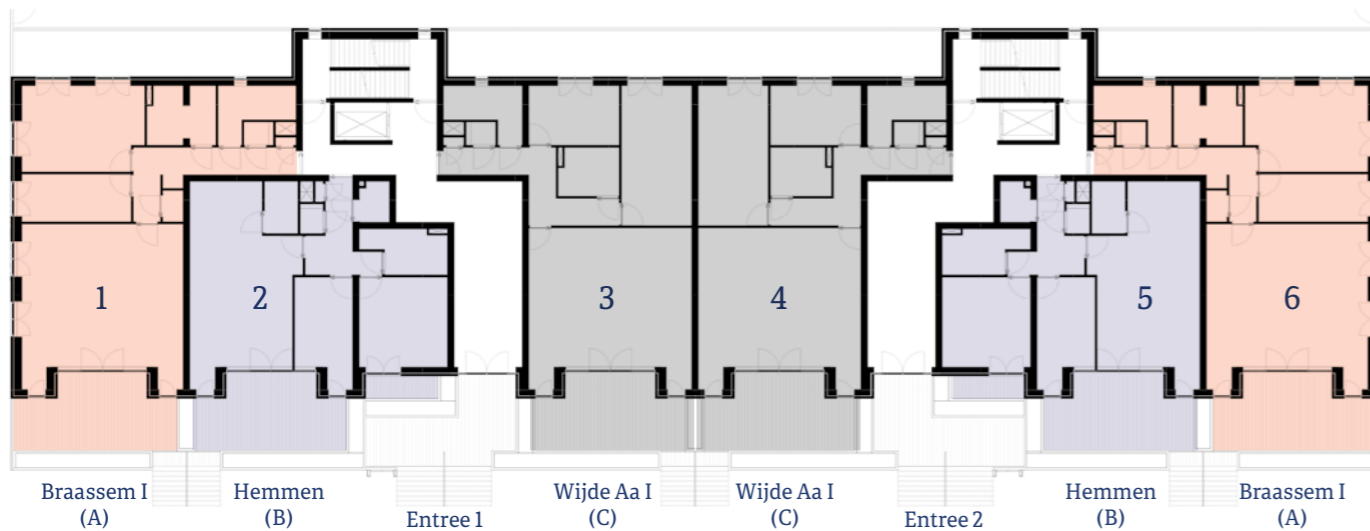 1
2
3
4
5
6
Braassem I
(A)
Hemmen
(B)
Entree 1
Wijde Aa I
(C)
Wijde Aa I
(C)
Entree 2
Hemmen
(B)
Braassem I
(A)